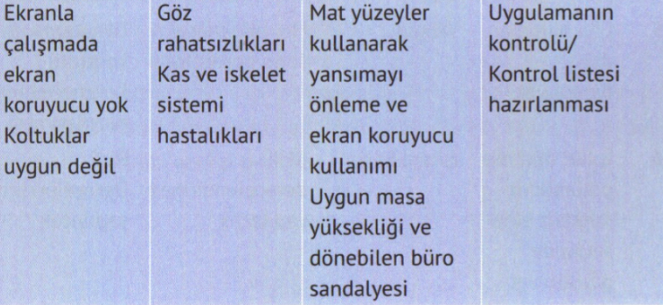 Ekranla
çalışmada
ekran
koruyucu yok
Koltuklar
uygun değil
Göz
rahatsızlıkları
Kas ve iskelet
sistemi
hastalıkları
Mat yüzeyler
kullanarak
yansımayı
önleme ve
ekran koruyucu
kullanımı
Uygun masa
yüksekliği ve
dönebilen büro
sandalyesi
Uygulamanın
kontrolü/
Kontrol listesi
hazırlanması